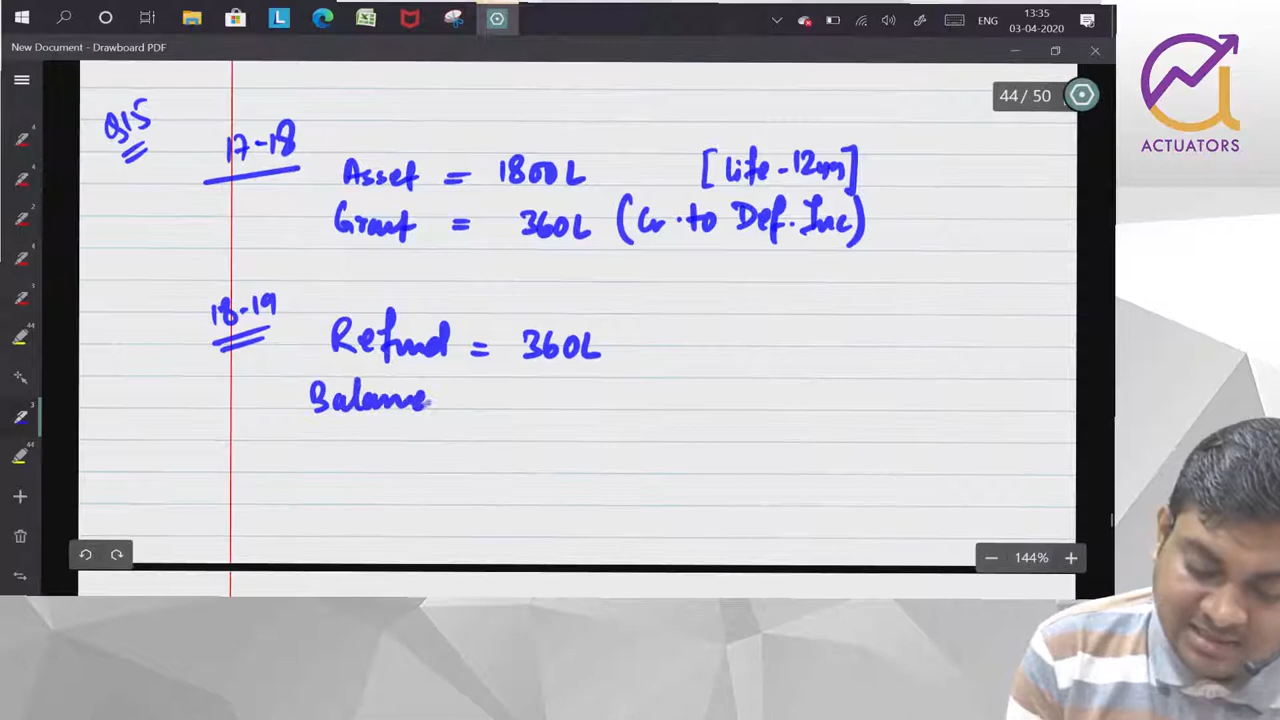 13:35
ENG
03-04-2020
New Document - Drawboard PDF
44 / 50
ACTUATORS
Q15
17-18
Asset = 1800L [Life - 12yrs]
Grant = 360L (Cr. to Def. Inc)
18-19
Refund = 360L
Balance
144%